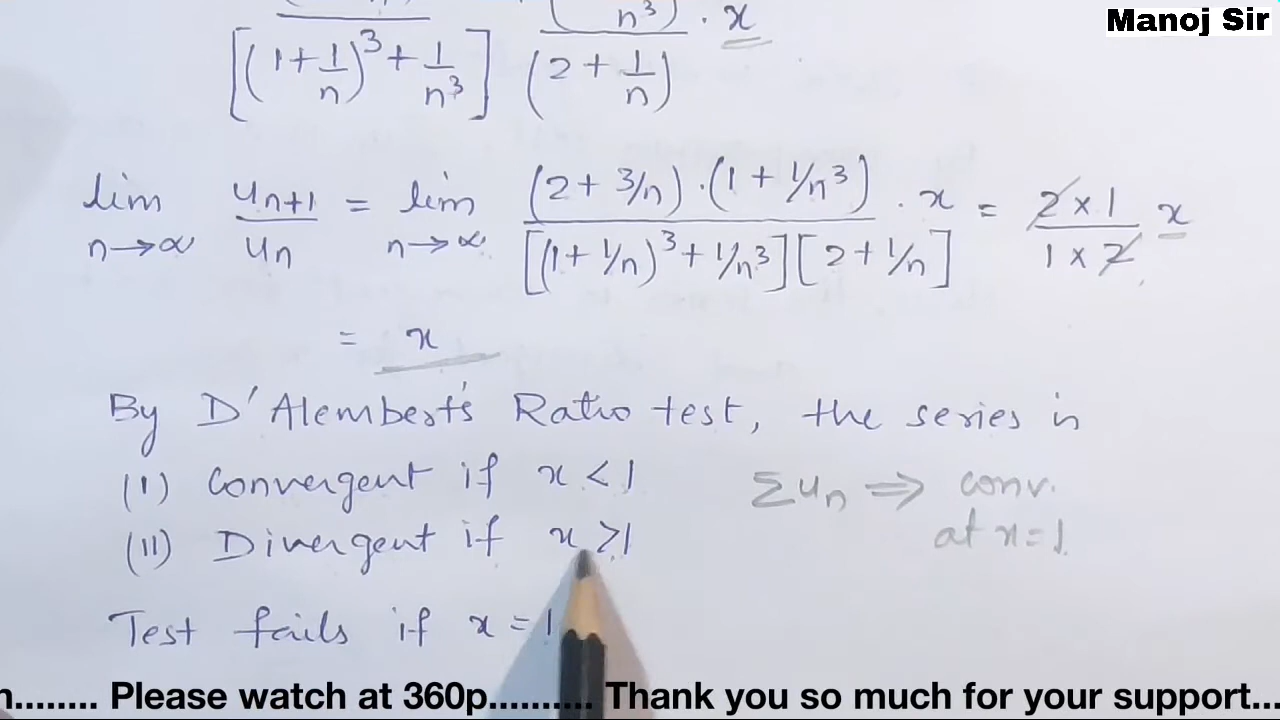 Manoj Sir
n³) . x
[(1+1/n)³ + 1/n³] (2 + 1/n)
lim n→∞ uₙ₊₁/uₙ = lim n→∞ (2 + 3/n) . (1 + 1/n³) / [(1 + 1/n)³ + 1/n³][2 + 1/n] . x = 2 × 1 / 1 × 2 x
= x
By D'Alembert's Ratio test, the series is
(I) Convergent if x < 1
(II) Divergent if x > 1
Σuₙ ⇒ conv.
at x=1
Test fails if x = 1
n........ Please watch at 360p.......... Thank you so much for your support...